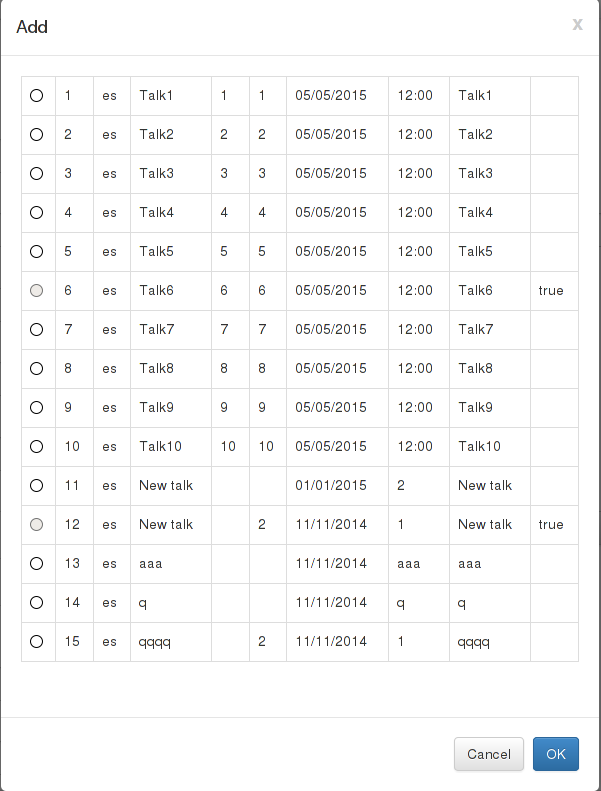 Add x
1 es Talk1 1 1 05/05/2015 12:00 Talk1
2 es Talk2 2 2 05/05/2015 12:00 Talk2
3 es Talk3 3 3 05/05/2015 12:00 Talk3
4 es Talk4 4 4 05/05/2015 12:00 Talk4
5 es Talk5 5 5 05/05/2015 12:00 Talk5
6 es Talk6 6 6 05/05/2015 12:00 Talk6 true
7 es Talk7 7 7 05/05/2015 12:00 Talk7
8 es Talk8 8 8 05/05/2015 12:00 Talk8
9 es Talk9 9 9 05/05/2015 12:00 Talk9
10 es Talk10 10 10 05/05/2015 12:00 Talk10
11 es New talk 01/01/2015 2 New talk
12 es New talk 2 11/11/2014 1 New talk true
13 es aaa 11/11/2014 aaa aaa
14 es q 11/11/2014 q q
15 es qqqq 2 11/11/2014 1 qqqq
Cancel OK